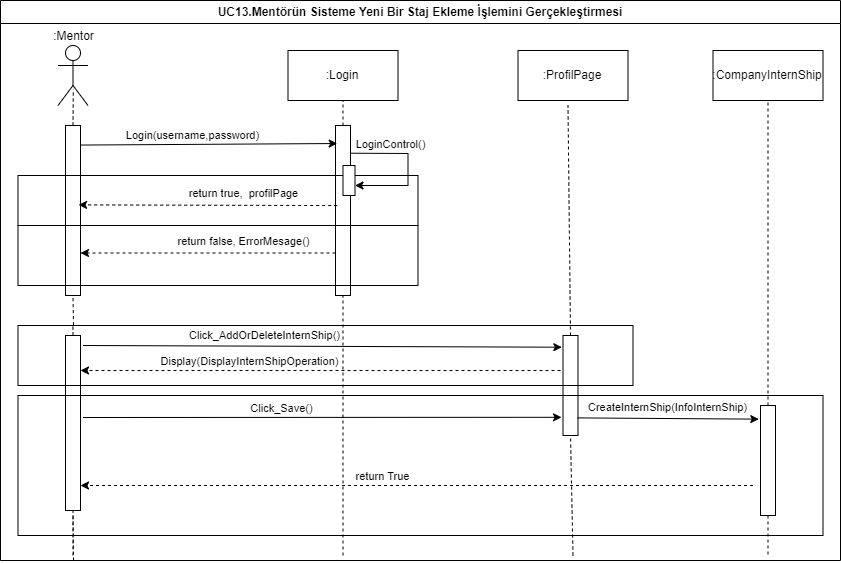 UC13.Mentörün Sisteme Yeni Bir Staj Ekleme İşlemini Gerçekleştirmesi
:Mentor
:Login
:ProfilPage
:CompanyInternShip
Login(username,password)
LoginControl()
return true, profilPage
return false, ErrorMesage()
Click_AddOrDeleteInternShip()
Display(DisplayInternShipOperation)
Click_Save()
CreateInternShip(InfoInternShip)
return True